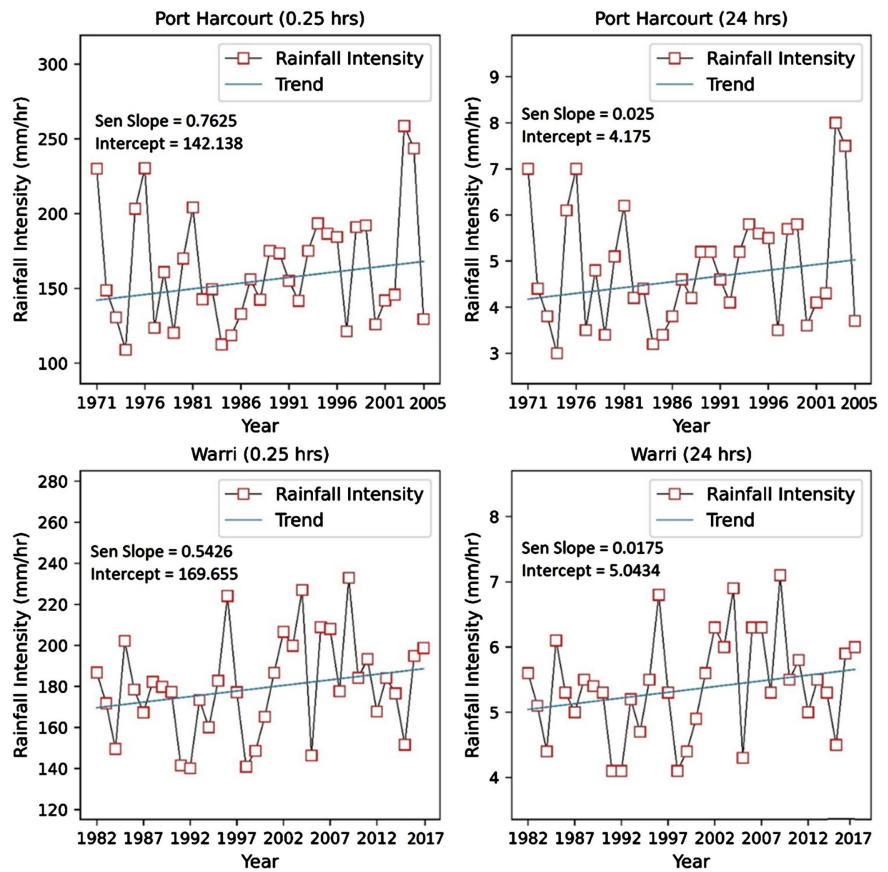 Port Harcourt (0.25 hrs)
Rainfall Intensity (mm/hr)
300
250
200
150
100
Rainfall Intensity
Trend
Sen Slope = 0.7625
Intercept = 142.138
1971 1976 1981 1986 1991 1996 2001 2005
Year
Port Harcourt (24 hrs)
Rainfall Intensity (mm/hr)
9
8
7
6
5
4
3
Rainfall Intensity
Trend
Sen Slope = 0.025
Intercept = 4.175
1971 1976 1981 1986 1991 1996 2001 2005
Year
Warri (0.25 hrs)
Rainfall Intensity (mm/hr)
280
260
240
220
200
180
160
140
120
Rainfall Intensity
Trend
Sen Slope = 0.5426
Intercept = 169.655
1982 1987 1992 1997 2002 2007 2012 2017
Year
Warri (24 hrs)
Rainfall Intensity (mm/hr)
8
7
6
5
4
Rainfall Intensity
Trend
Sen Slope = 0.0175
Intercept = 5.0434
1982 1987 1992 1997 2002 2007 2012 2017
Year